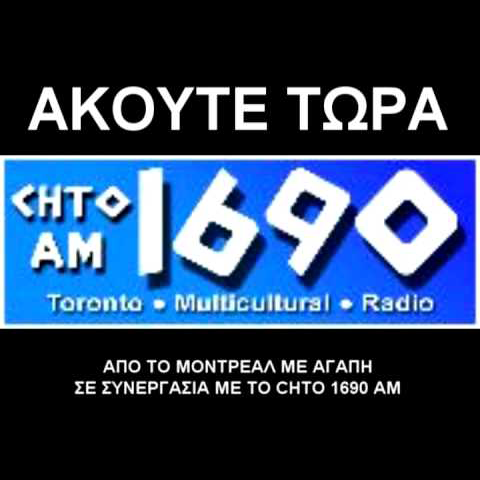 ΑΚΟΥΤΕ ΤΩΡΑ
CHTO
AM
1690
Toronto • Multicultural • Radio
ΑΠΟ ΤΟ ΜΟΝΤΡΕΑΛ ΜΕ ΑΓΑΠΗ
ΣΕ ΣΥΝΕΡΓΑΣΙΑ ΜΕ ΤΟ CHTO 1690 AM